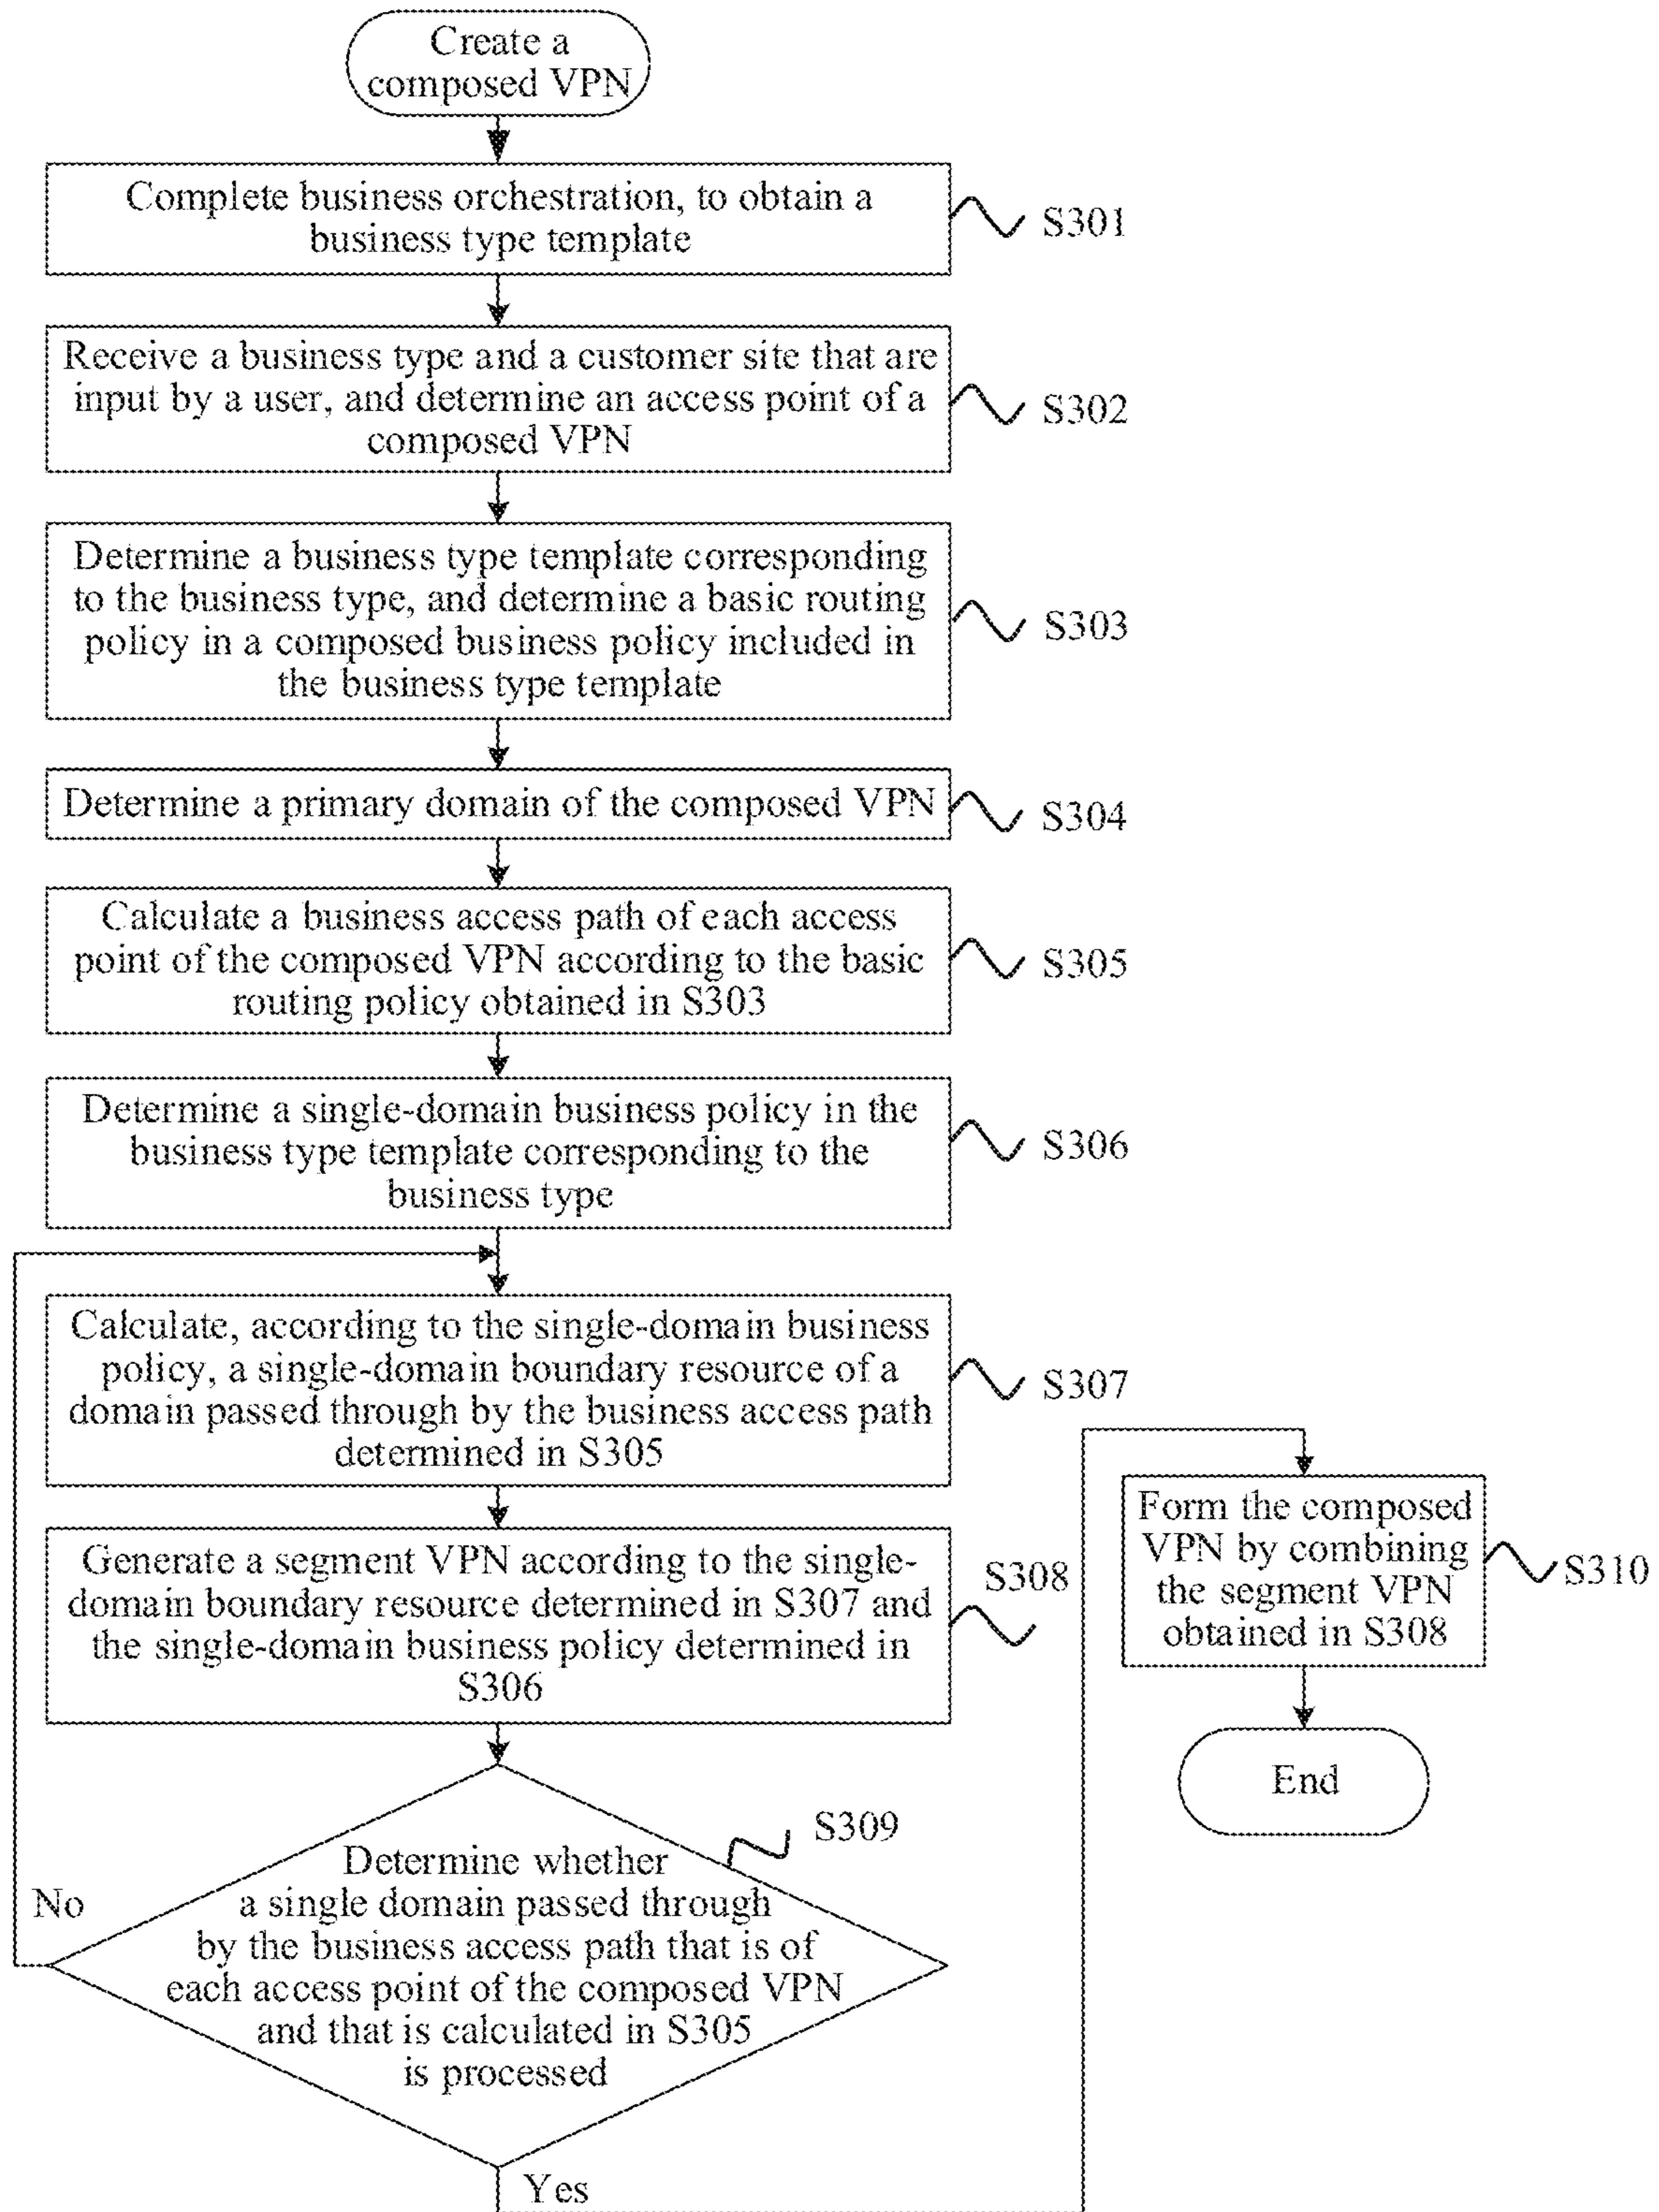 Create a
composed VPN
Complete business orchestration, to obtain a
business type template
S301
Receive a business type and a customer site that are
input by a user, and determine an access point of a
composed VPN
S302
Determine a business type template corresponding
to the business type, and determine a basic routing
policy in a composed business policy included in
the business type template
S303
Determine a primary domain of the composed VPN
S304
Calculate a business access path of each access
point of the composed VPN according to the basic
routing policy obtained in S303
S305
Determine a single-domain business policy in the
business type template corresponding to the
business type
S306
Calculate, according to the single-domain business
policy, a single-domain boundary resource of a
domain passed through by the business access path
determined in S305
S307
Generate a segment VPN according to the single-
domain boundary resource determined in S307 and
the single-domain business policy determined in
S306
S308
Determine whether
a single domain passed through
by the business access path that is of
each access point of the composed VPN
and that is calculated in S305
is processed
S309
No
Yes
Form the composed
VPN by combining
the segment VPN
obtained in S308
S310
End